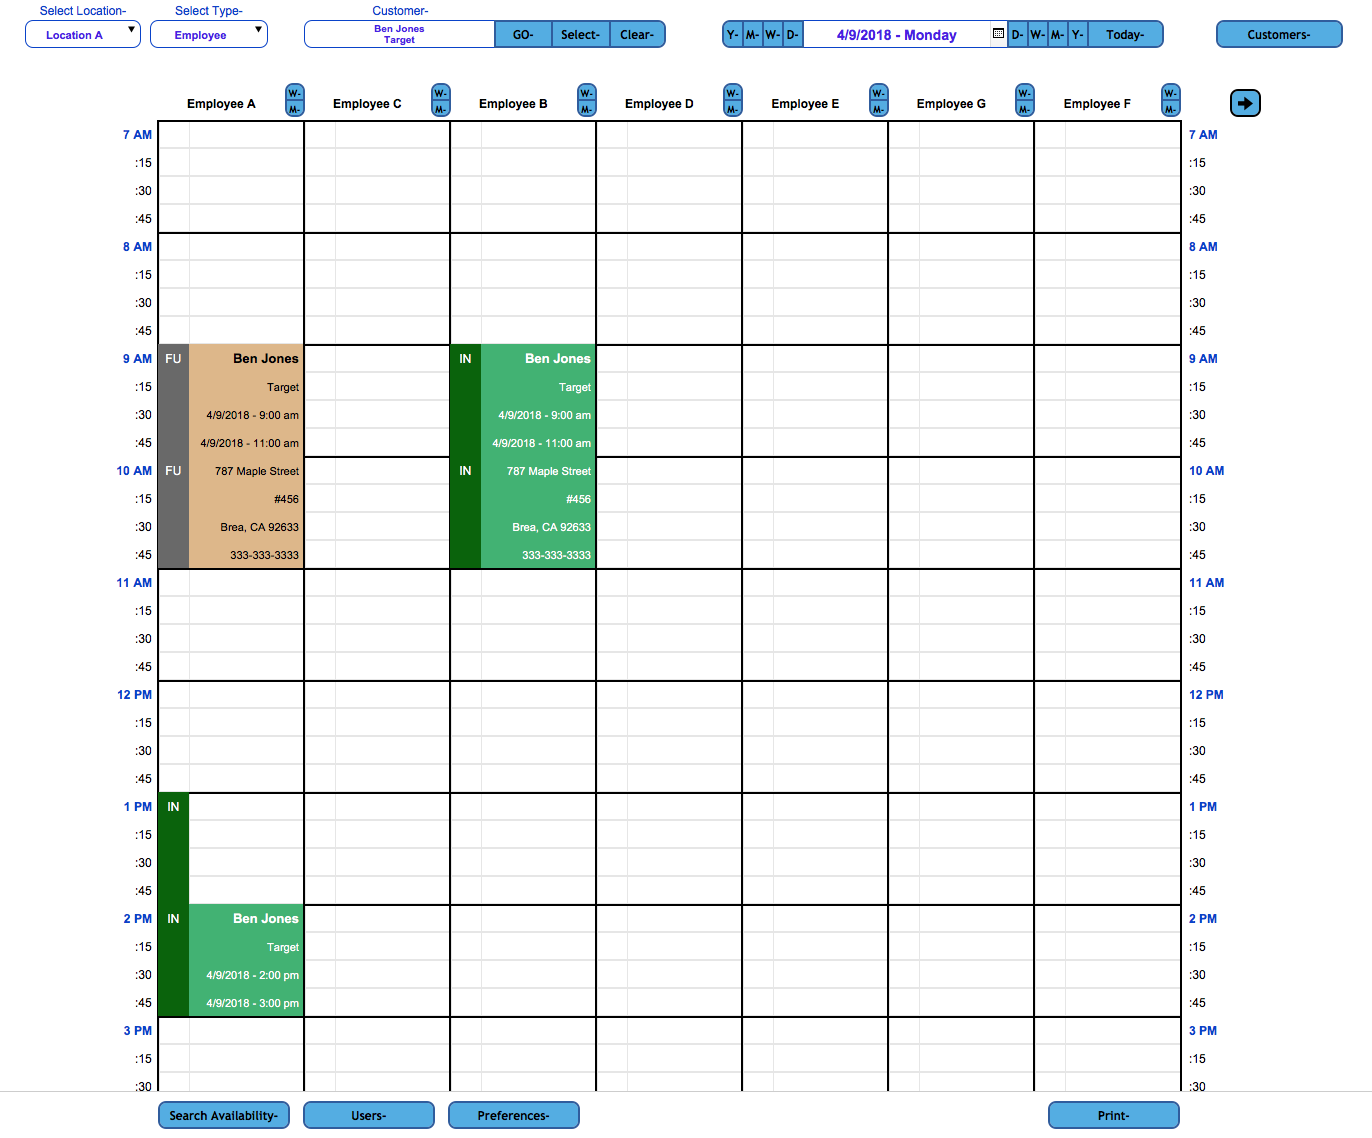 Select Location-
Select Type-
Customer-
Location A ▼
Employee ▼
Ben Jones
Target
GO- Select- Clear-
Y- M- W- D- 4/9/2018 - Monday D- W- M- Y- Today-
Customers-
Employee A W- M-
Employee C W- M-
Employee B W- M-
Employee D W- M-
Employee E W- M-
Employee G W- M-
Employee F W- M-
7 AM 7 AM
:15 :15
:30 :30
:45 :45
8 AM 8 AM
:15 :15
:30 :30
:45 :45
9 AM FU Ben Jones IN Ben Jones 9 AM
:15 Target Target :15
:30 4/9/2018 - 9:00 am 4/9/2018 - 9:00 am :30
:45 4/9/2018 - 11:00 am 4/9/2018 - 11:00 am :45
10 AM FU 787 Maple Street IN 787 Maple Street 10 AM
:15 #456 #456 :15
:30 Brea, CA 92633 Brea, CA 92633 :30
:45 333-333-3333 333-333-3333 :45
11 AM 11 AM
:15 :15
:30 :30
:45 :45
12 PM 12 PM
:15 :15
:30 :30
:45 :45
1 PM IN 1 PM
:15 :15
:30 :30
:45 :45
2 PM IN Ben Jones 2 PM
:15 Target :15
:30 4/9/2018 - 2:00 pm :30
:45 4/9/2018 - 3:00 pm :45
3 PM 3 PM
:15 :15
:30 :30
Search Availability- Users- Preferences- Print-